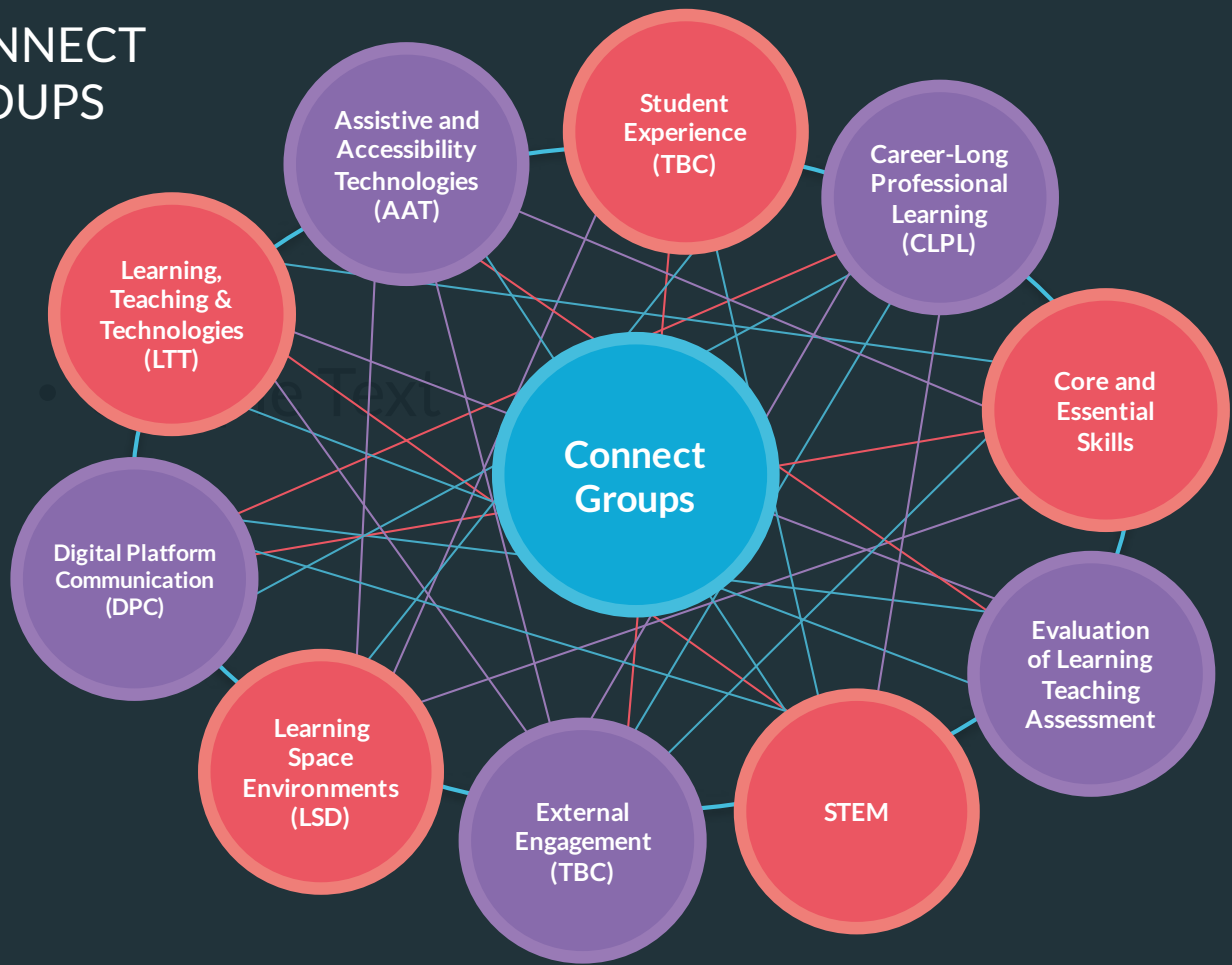 NNECT
OUPS
Student
Experience
(TBC)
Assistive and
Accessibility
Technologies
(AAT)
Career-Long
Professional
Learning
(CLPL)
Learning,
Teaching &
Technologies
(LTT)
Core and
Essential
Skills
• e Text
Connect
Groups
Digital Platform
Communication
(DPC)
Evaluation
of Learning
Teaching
Assessment
Learning
Space
Environments
(LSD)
External
Engagement
(TBC)
STEM